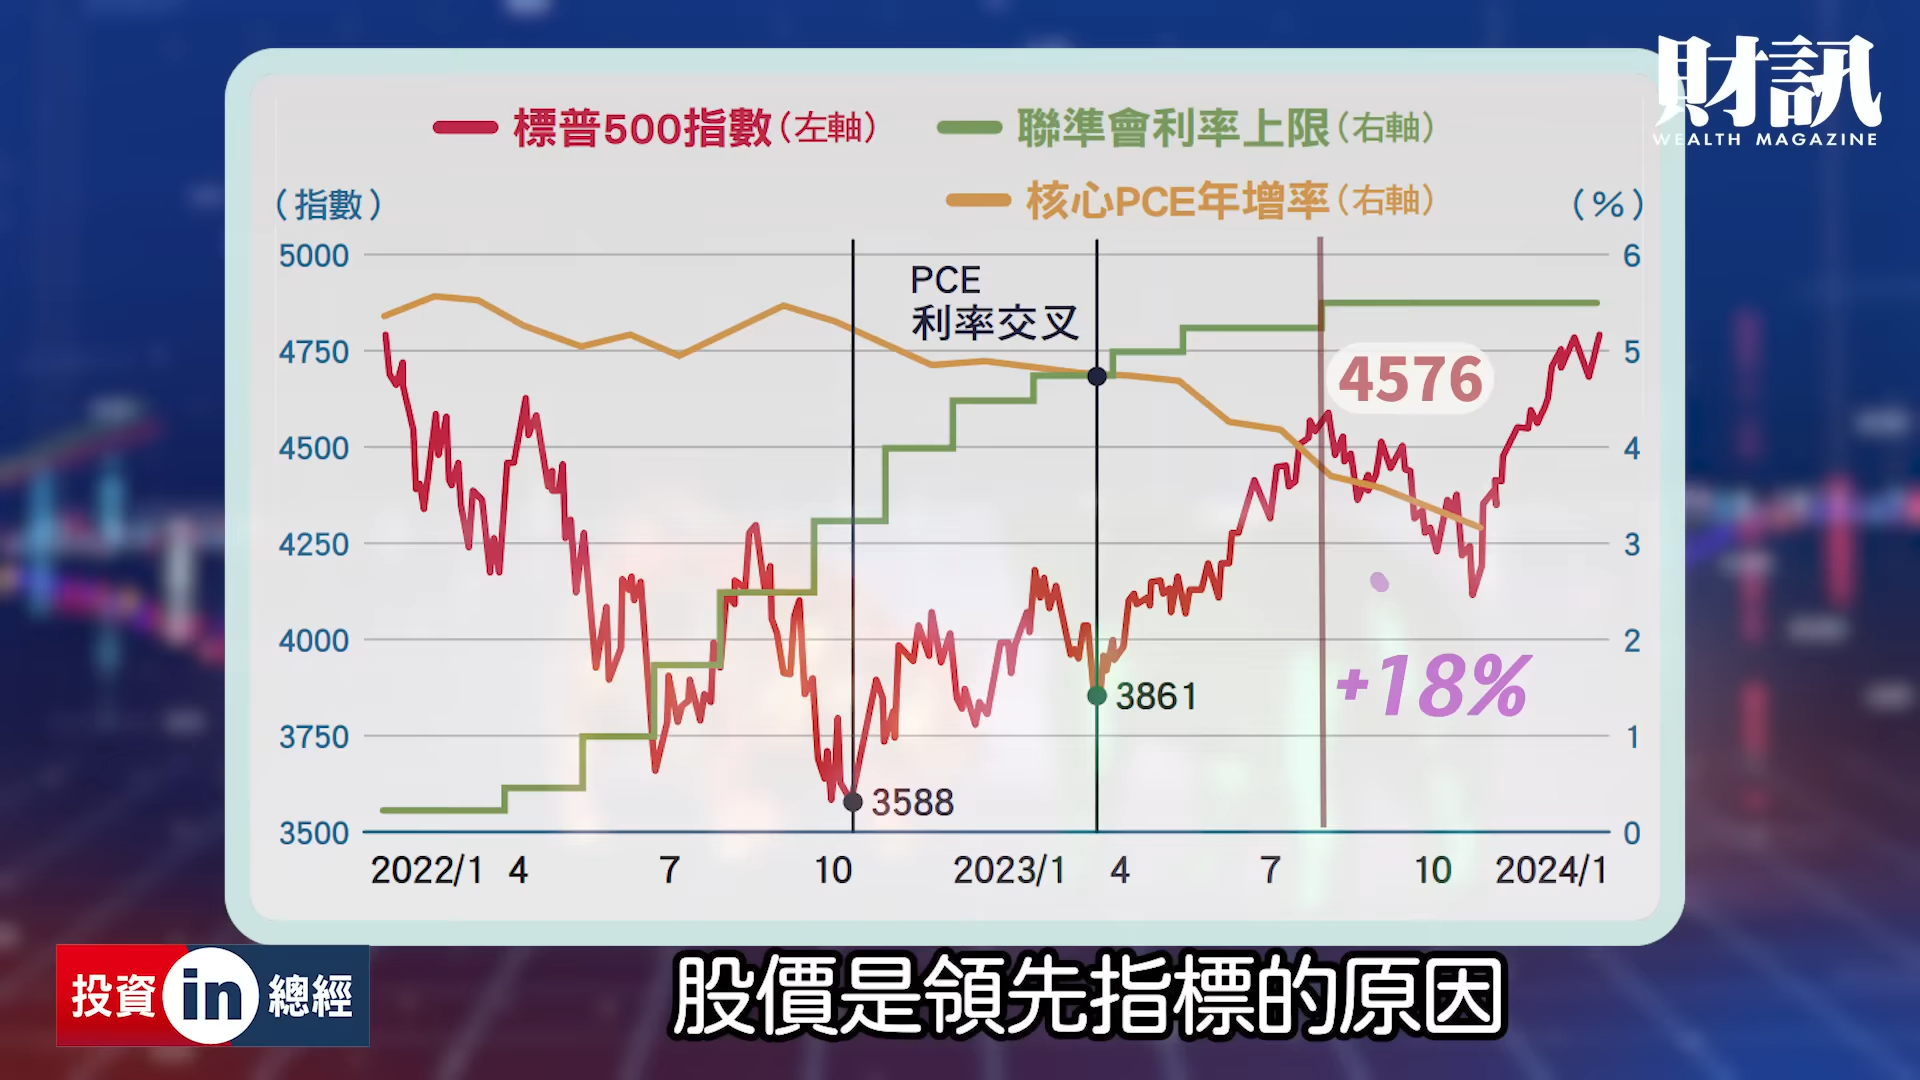 財訊
WEALTH MAGAZINE
標普500指數（左軸）
聯準會利率上限（右軸）
核心PCE年增率（右軸）
（指數）
（%）
5000
4750
4500
4250
4000
3750
3500
6
5
4
3
2
1
0
PCE
利率交叉
4576
+18%
3861
3588
2022/1 4 7 10 2023/1 4 7 10 2024/1
投資in總經
股價是領先指標的原因